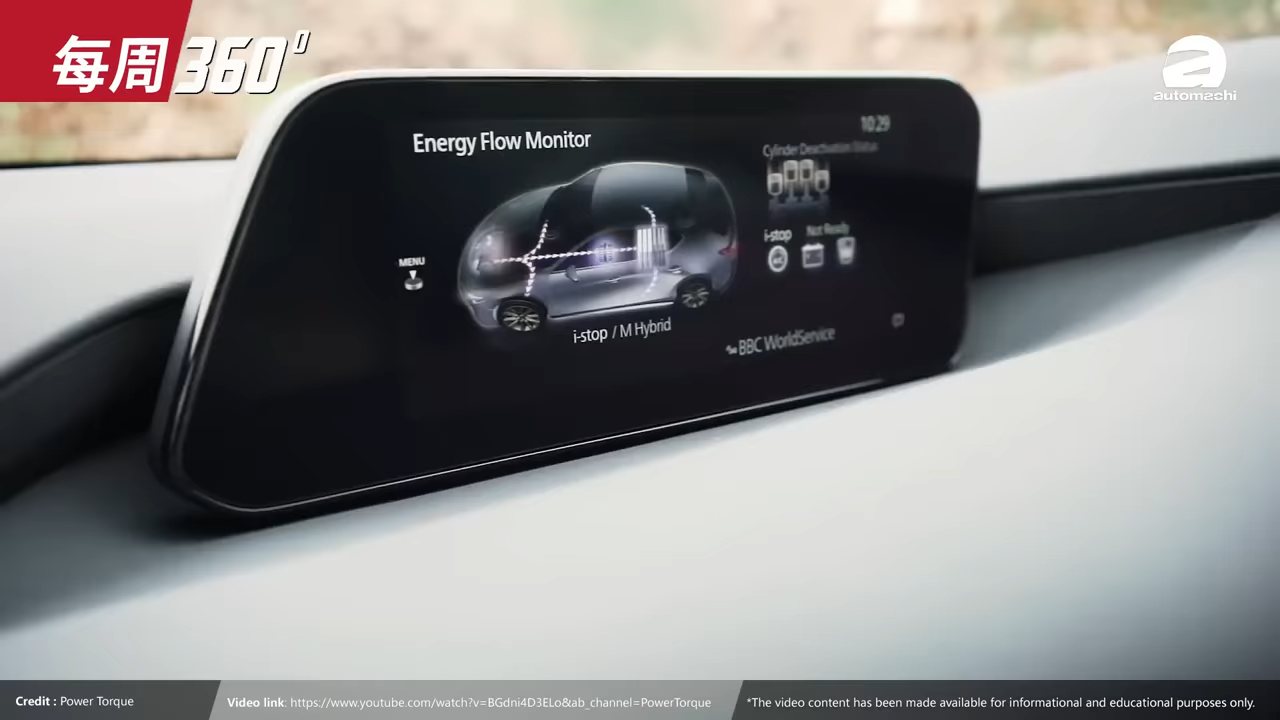 每周360°
automachi
Energy Flow Monitor
10:29
Cylinder Deactivation Status
MENU
i-stop
Not Ready
i-stop / M Hybrid
BBC WorldService
Credit : Power Torque
Video link: https://www.youtube.com/watch?v=BGdni4D3ELo&ab_channel=PowerTorque
*The video content has been made available for informational and educational purposes only.